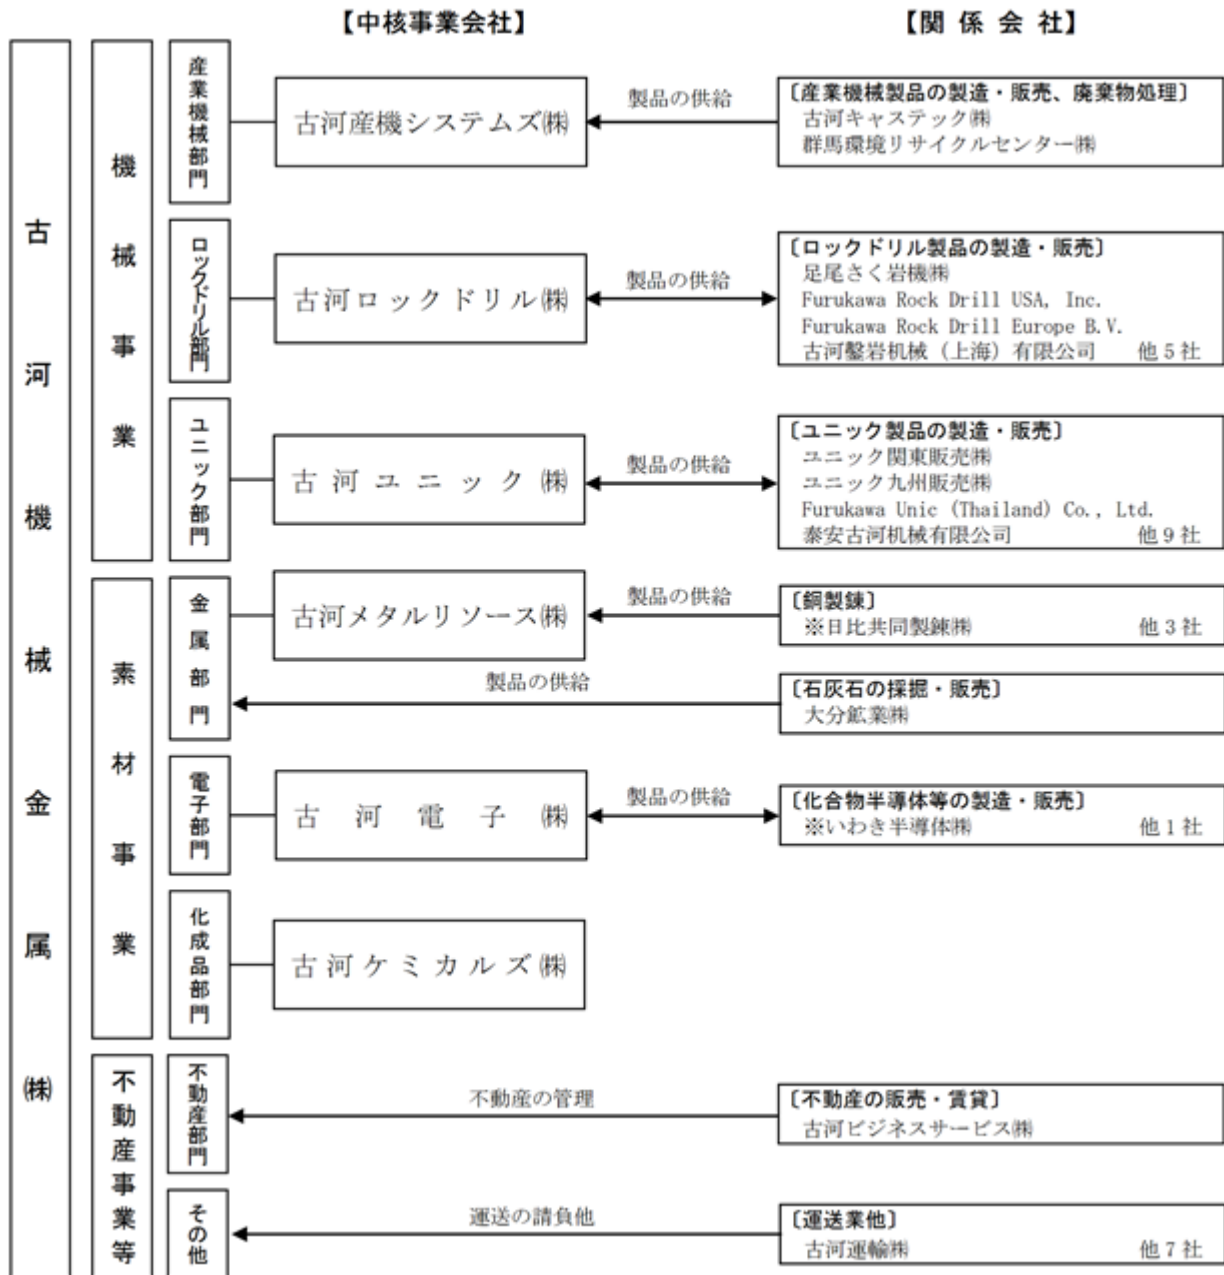 【中核事業会社】
【関 係 会 社】
古河機械金属㈱
機械事業
産業機械部門
古河産機システムズ㈱
製品の供給
〔産業機械製品の製造・販売、廃棄物処理〕
古河キャステック㈱
群馬環境リサイクルセンター㈱
ロックドリル部門
古河ロックドリル㈱
製品の供給
〔ロックドリル製品の製造・販売〕
足尾さく岩機㈱
Furukawa Rock Drill USA, Inc.
Furukawa Rock Drill Europe B.V.
古河鑿岩机械（上海）有限公司 他5社
ユニック部門
古河ユニック㈱
製品の供給
〔ユニック製品の製造・販売〕
ユニック関東販売㈱
ユニック九州販売㈱
Furukawa Unic (Thailand) Co., Ltd.
泰安古河机械有限公司 他9社
素材事業
金属部門
古河メタルリソース㈱
製品の供給
〔銅製錬〕
※日比共同製錬㈱ 他3社
製品の供給
〔石灰石の採掘・販売〕
大分鉱業㈱
電子部門
古河電子㈱
製品の供給
〔化合物半導体等の製造・販売〕
※いわき半導体㈱ 他1社
化成品部門
古河ケミカルズ㈱
不動産事業等
不動産部門
不動産の管理
〔不動産の販売・賃貸〕
古河ビジネスサービス㈱
その他
運送の請負他
〔運送業他〕
古河運輸㈱ 他7社